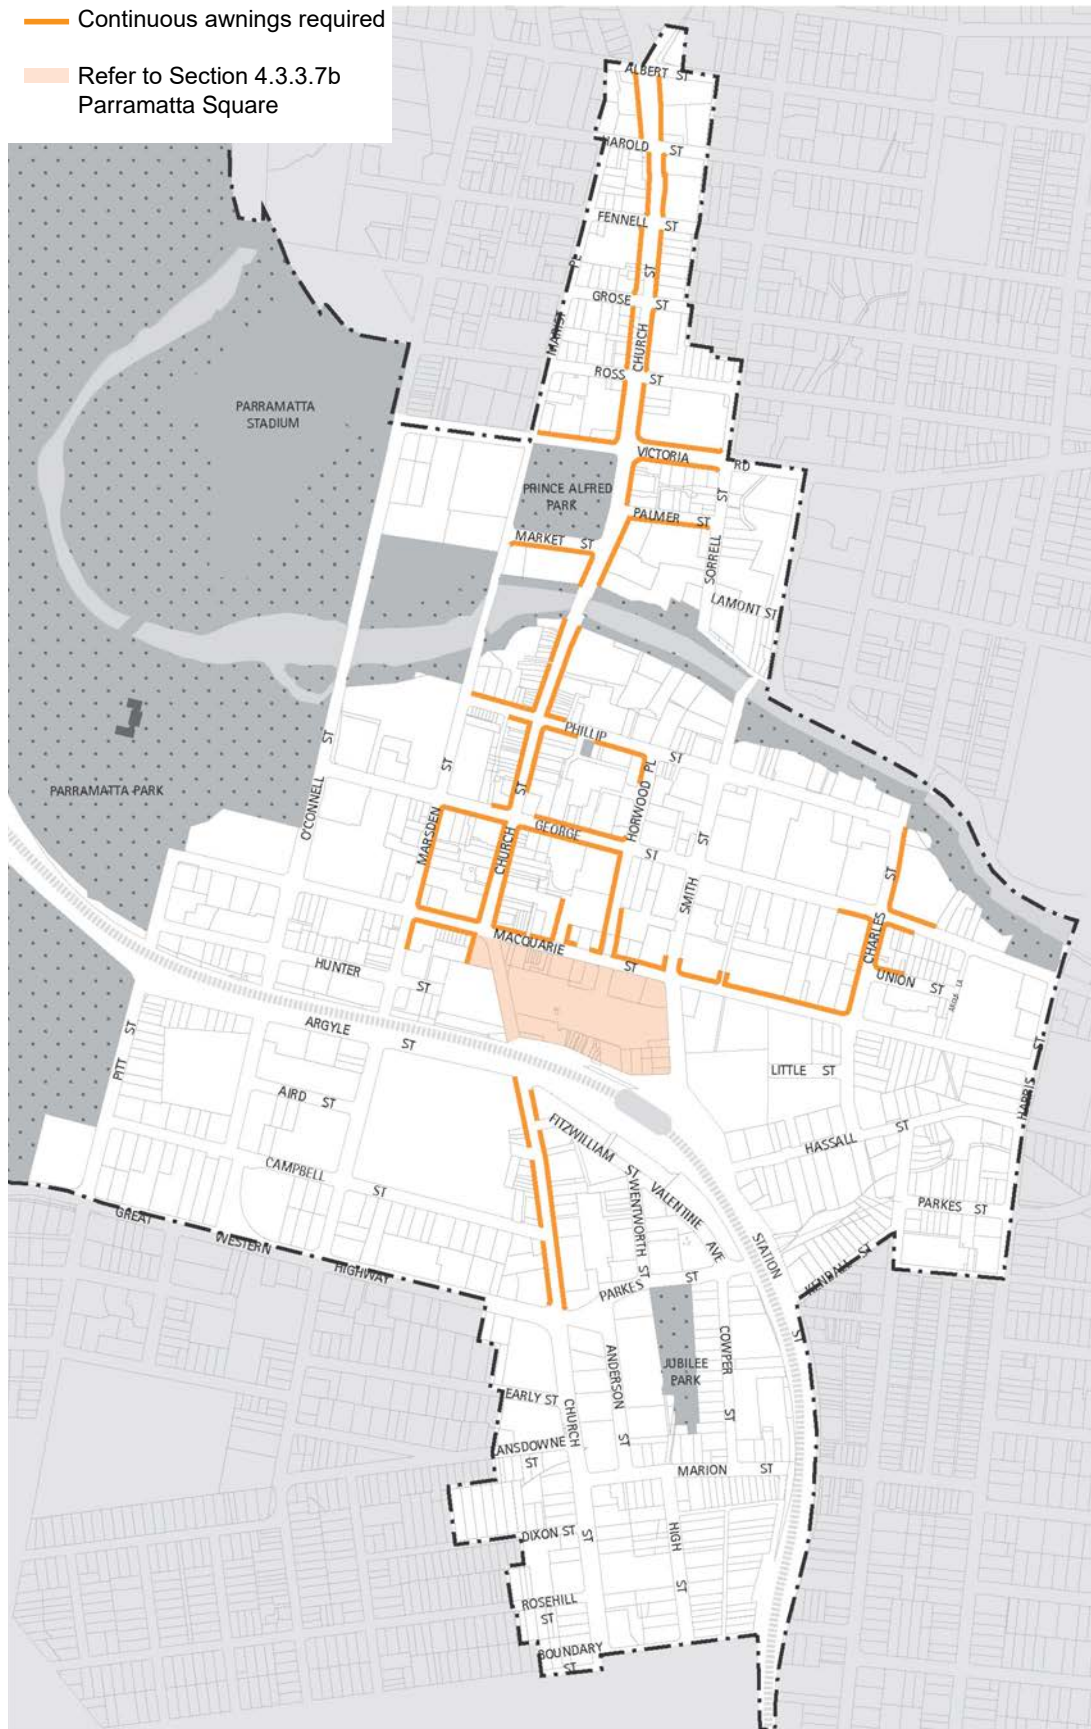 Continuous awnings required
Refer to Section 4.3.3.7b
Parramatta Square
ALBERT ST
HAROLD ST
FENNELL ST
ST
PL
GROSE ST
MARIST
CHURCH
ROSS ST
PARRAMATTA
STADIUM
VICTORIA RD
PRINCE ALFRED
PARK
ST
PALMER ST
MARKET ST
SORRELL
LAMONT ST
PHILLIP ST
ST
ST
HORWOOD PL
PARRAMATTA PARK
O'CONNELL
ST
MARSDEN
CHURCH
GEORGE ST
ST
SMITH
ST
CHARLES
MACQUARIE ST
HUNTER ST
UNION ST
ARGYLE ST
PITT ST
LITTLE ST
AIRD ST
HARRIS ST
FITZWILLIAM ST
HASSALL ST
CAMPBELL ST
WENTWORTH ST
VALENTINE AVE
PARKES ST
GREAT WESTERN HIGHWAY
STATION ST
KENDALL ST
PARKES ST
COWPER ST
JUBILEE
PARK
ANDERSON ST
EARLY ST
CHURCH ST
LANSDOWNE
ST
MARION ST
DIXON ST
HIGH ST
ROSEHILL
ST
BOUNDARY
ST